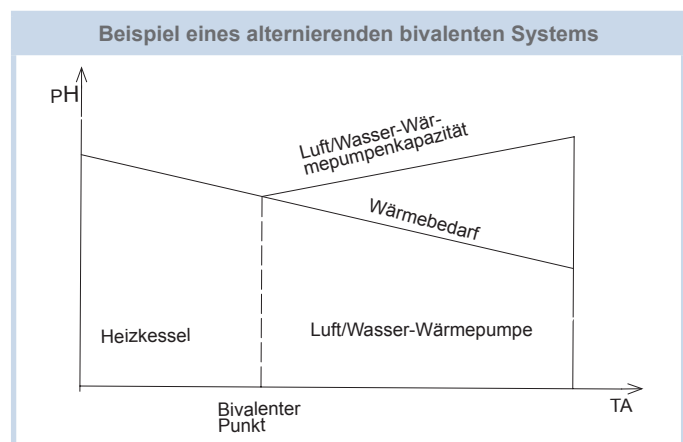 Beispiel eines alternierenden bivalenten Systems
PH
Luft/Wasser-Wär-
mepumpenkapazität
Wärmebedarf
Heizkessel
Luft/Wasser-Wärmepumpe
Bivalenter
Punkt
TA